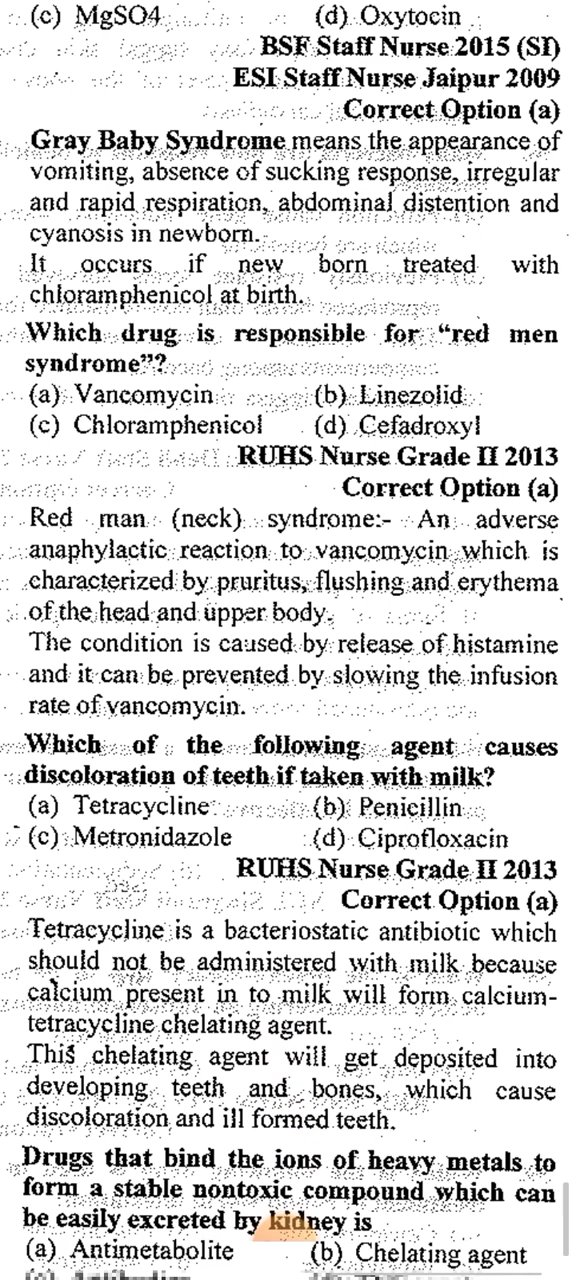 (c) MgSO4 (d) Oxytocin
BSF Staff Nurse 2015 (SI)
ESI Staff Nurse Jaipur 2009
Correct Option (a)
Gray Baby Syndrome means the appearance of
vomiting, absence of sucking response, irregular
and rapid respiration, abdominal distention and
cyanosis in newborn.
It occurs if new born treated with
chloramphenicol at birth.
Which drug is responsible for "red men
syndrome"?
(a) Vancomycin (b) Linezolid
(c) Chloramphenicol (d) Cefadroxyl
RUHS Nurse Grade II 2013
Correct Option (a)
Red man (neck) syndrome:- An adverse
anaphylactic reaction to vancomycin which is
characterized by pruritus, flushing and erythema
of the head and upper body.
The condition is caused by release of histamine
and it can be prevented by slowing the infusion
rate of vancomycin.
Which of the following agent causes
discoloration of teeth if taken with milk?
(a) Tetracycline (b) Penicillin
(c) Metronidazole (d) Ciprofloxacin
RUHS Nurse Grade II 2013
Correct Option (a)
Tetracycline is a bacteriostatic antibiotic which
should not be administered with milk because
calcium present in to milk will form calcium-
tetracycline chelating agent.
This chelating agent will get deposited into
developing teeth and bones, which cause
discoloration and ill formed teeth.
Drugs that bind the ions of heavy metals to
form a stable nontoxic compound which can
be easily excreted by kidney is
(a) Antimetabolite (b) Chelating agent